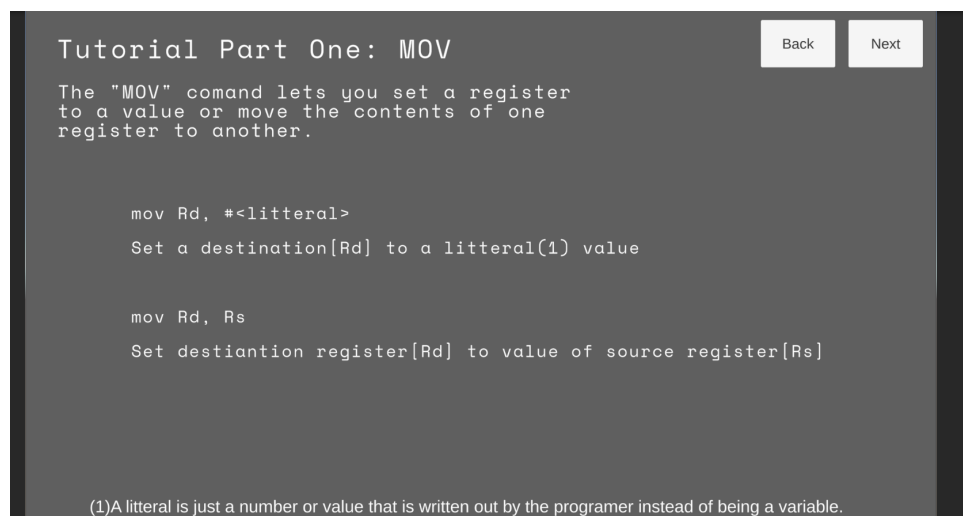 Tutorial Part One: MOV
Back
Next
The "MOV" comand lets you set a register
to a value or move the contents of one
register to another.
mov Rd, #<litteral>
Set a destination[Rd] to a litteral(1) value
mov Rd, Rs
Set destiantion register[Rd] to value of source register[Rs]
(1)A litteral is just a number or value that is written out by the programer instead of being a variable.